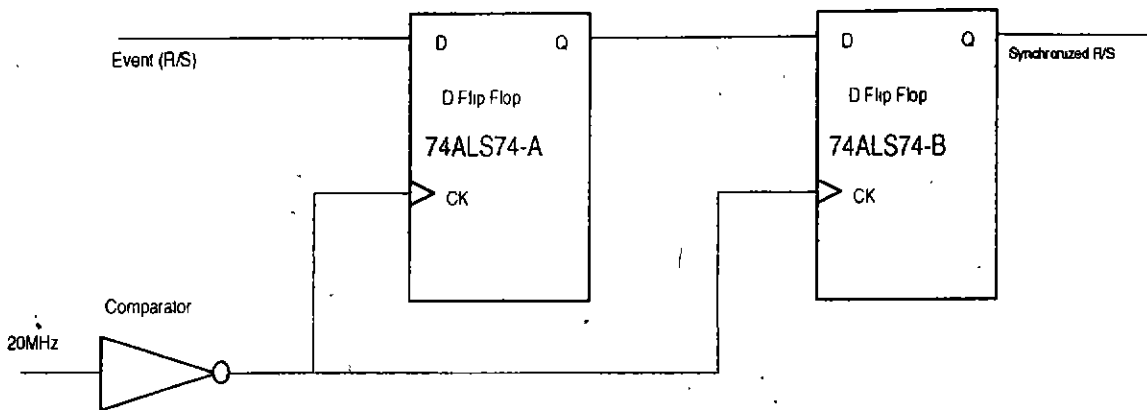 D Q
Event (R/S)
D Flip Flop
74ALS74-A
CK
D Q
Synchronized R/S
D Flip Flop
74ALS74-B
CK
Comparator
20MHz